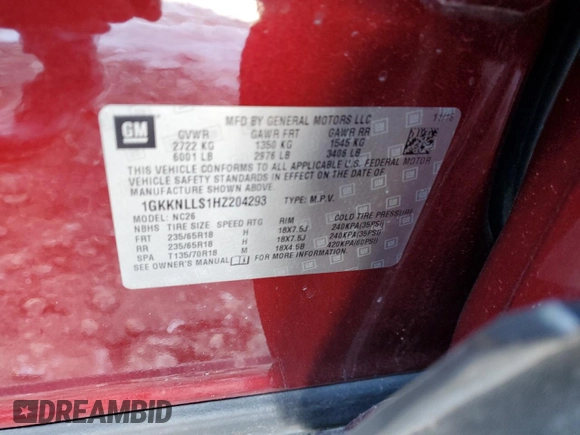 GM
MFD BY GENERAL MOTORS LLC
GVWR GAWR FRT GAWR RR
2722 KG 1350 KG 1545 KG
6001 LB 2976 LB 3406 LB
THIS VEHICLE CONFORMS TO ALL APPLICABLE U.S. FEDERAL MOTOR
VEHICLE SAFETY STANDARDS IN EFFECT ON THE DATE OF
MANUFACTURE SHOWN ABOVE.
1GKKNLLS1HZ204293 TYPE: M.P.V.
MODEL: NC26
NBHS TIRE SIZE SPEED RTG RIM COLD TIRE PRESSURE
FRT 235/65R18 H 18X7.5J 240KPA(35PSI)
RR 235/65R18 H 18X7.5J 240KPA(35PSI)
SPA T135/70R18 M 18X4.5B 420KPA(60PSI)
SEE OWNER'S MANUAL FOR MORE INFORMATION.
DREAMBID